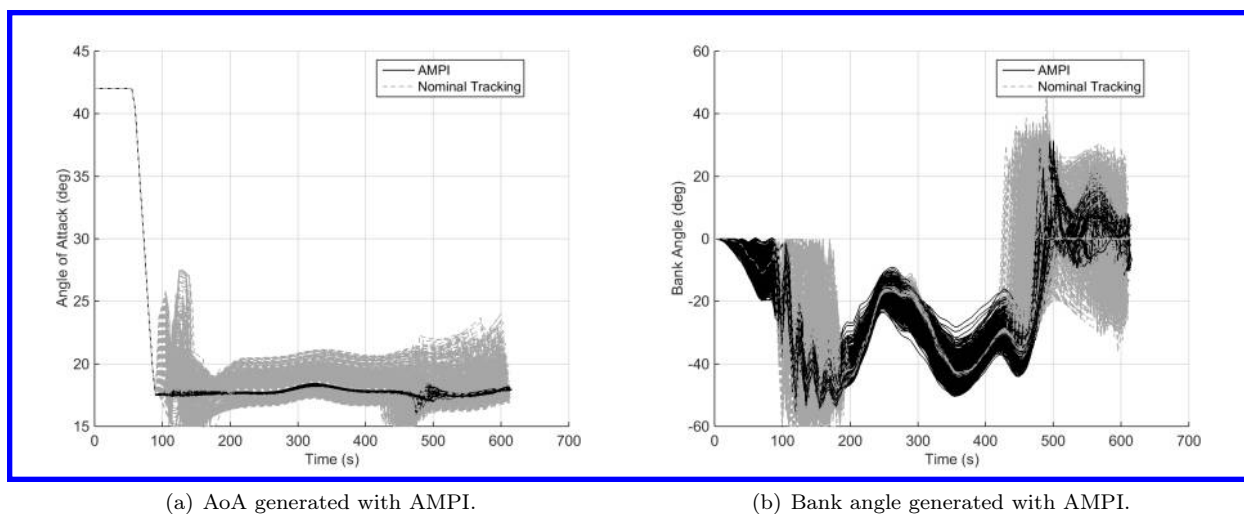 45
40
35
30
25
20
15
Angle of Attack (deg)
0 100 200 300 400 500 600 700
Time (s)
AMPI
Nominal Tracking
(a) AoA generated with AMPI.
60
40
20
0
-20
-40
-60
Bank Angle (deg)
0 100 200 300 400 500 600 700
Time (s)
AMPI
Nominal Tracking
(b) Bank angle generated with AMPI.